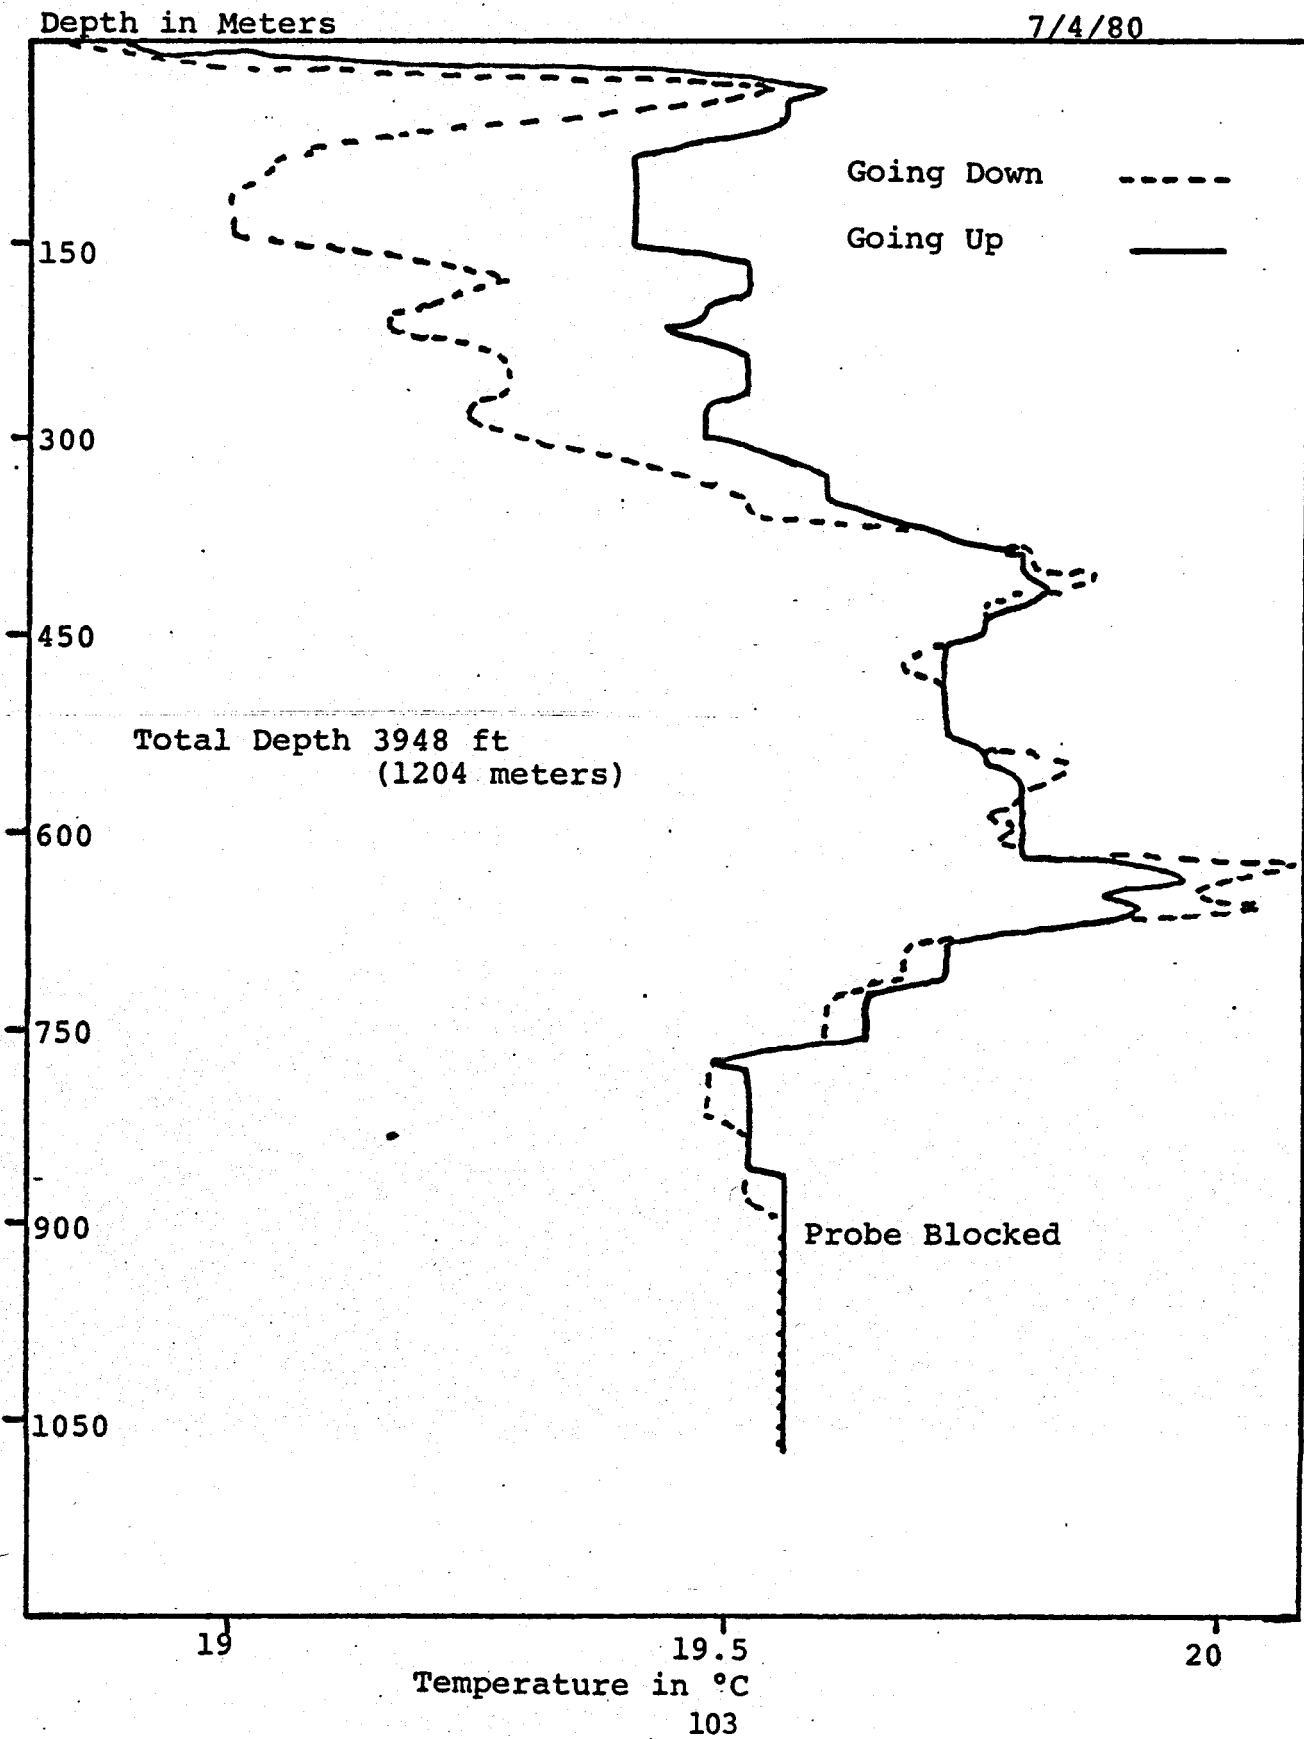 Depth in Meters 7/4/80
Going Down
Going Up
150
300
450
Total Depth 3948 ft
(1204 meters)
600
750
900
Probe Blocked
1050
19 19.5 20
Temperature in °C
103